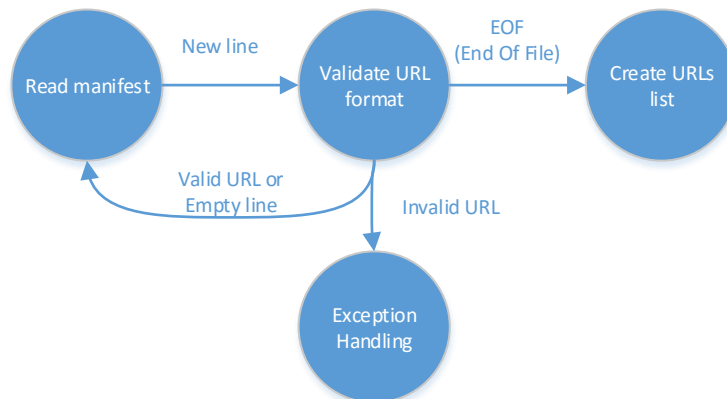 New line
EOF
(End Of File)
Read manifest
Validate URL
format
Create URLs
list
Valid URL or
Empty line
Invalid URL
Exception
Handling